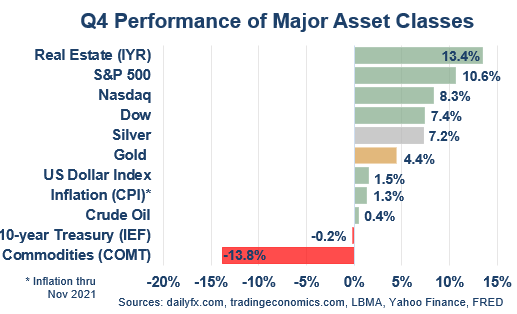 Q4 Performance of Major Asset Classes
Real Estate (IYR) 13.4%
S&P 500 10.6%
Nasdaq 8.3%
Dow 7.4%
Silver 7.2%
Gold 4.4%
US Dollar Index 1.5%
Inflation (CPI)* 1.3%
Crude Oil 0.4%
10-year Treasury (IEF) -0.2%
Commodities (COMT) -13.8%
-20% -15% -10% -5% 0% 5% 10% 15%
* Inflation thru
Nov 2021
Sources: dailyfx.com, tradingeconomics.com, LBMA, Yahoo Finance, FRED